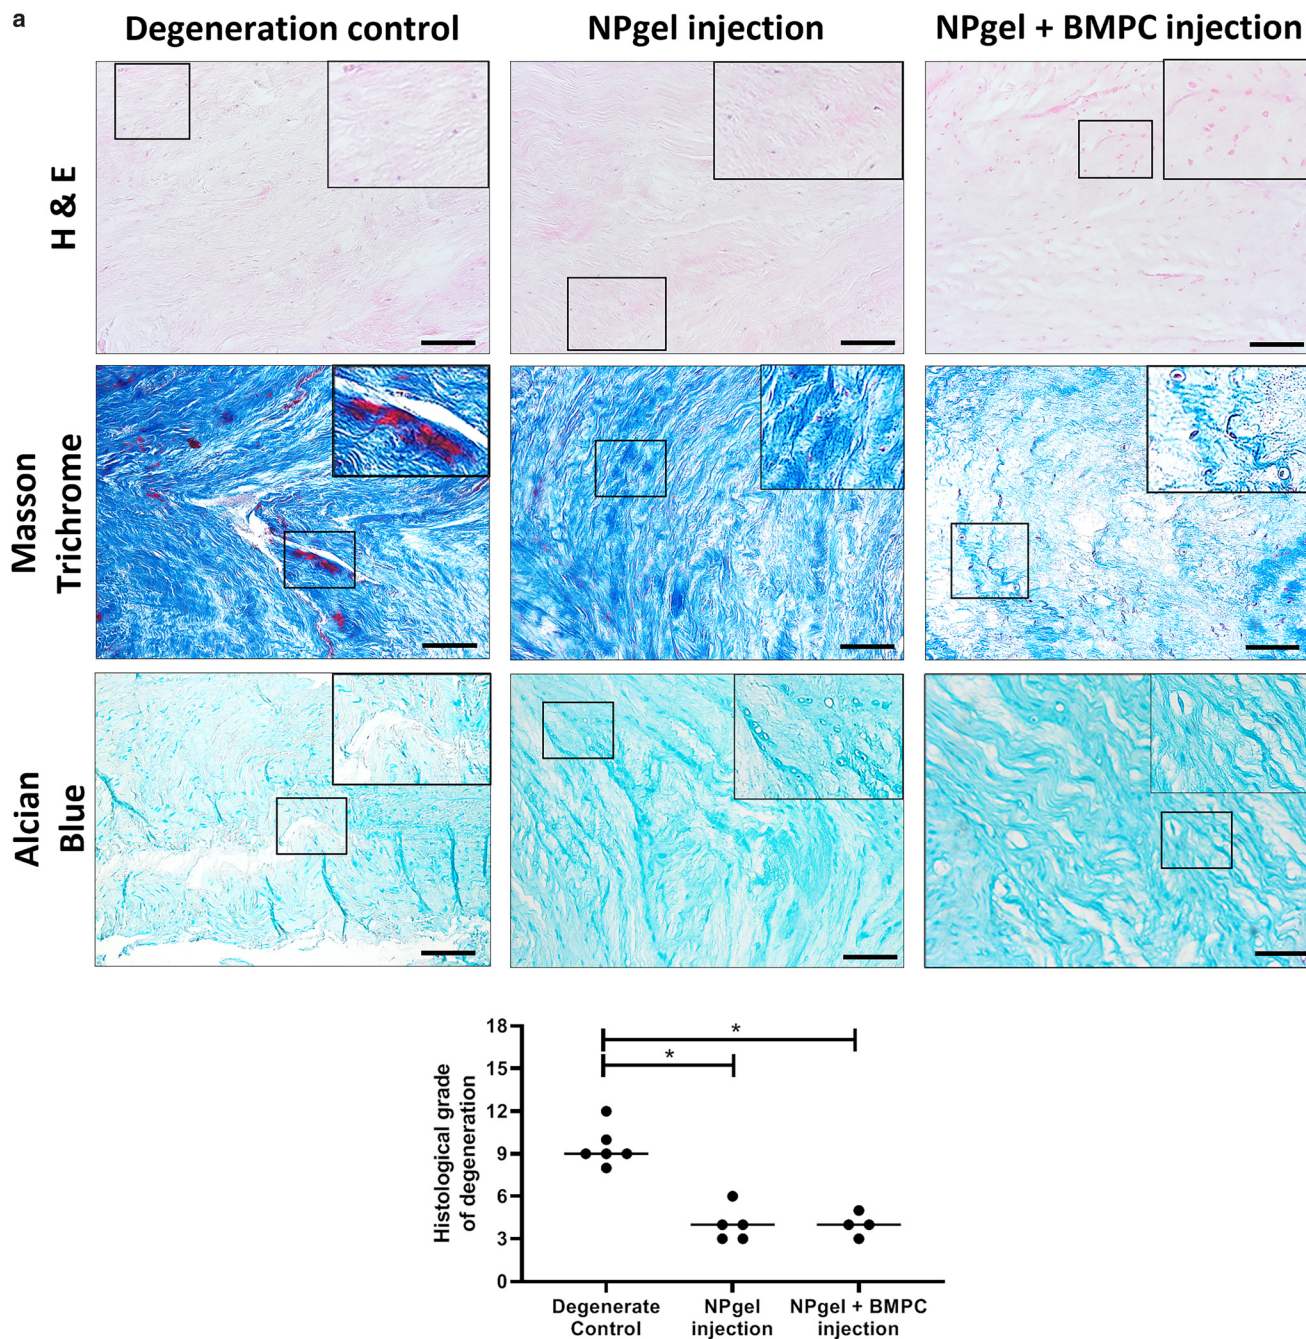 a
Degeneration control
NPgel injection
NPgel + BMPC injection
H & E
Masson
Trichrome
Alcian
Blue
Histological grade
of degeneration
18
15
12
9
6
3
0
*
*
Degenerate
Control
NPgel
injection
NPgel + BMPC
injection